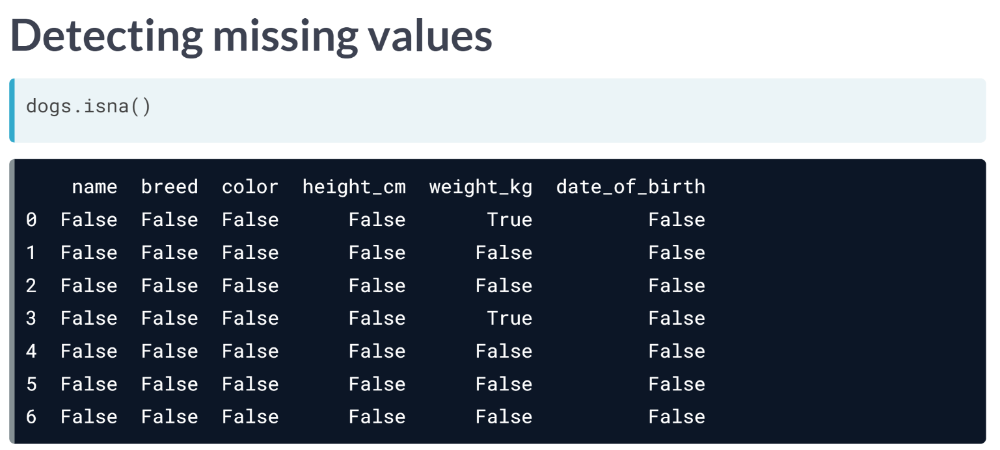 Detecting missing values
dogs.isna()
name breed color height_cm weight_kg date_of_birth
0 False False False False True False
1 False False False False False False
2 False False False False False False
3 False False False False True False
4 False False False False False False
5 False False False False False False
6 False False False False False False